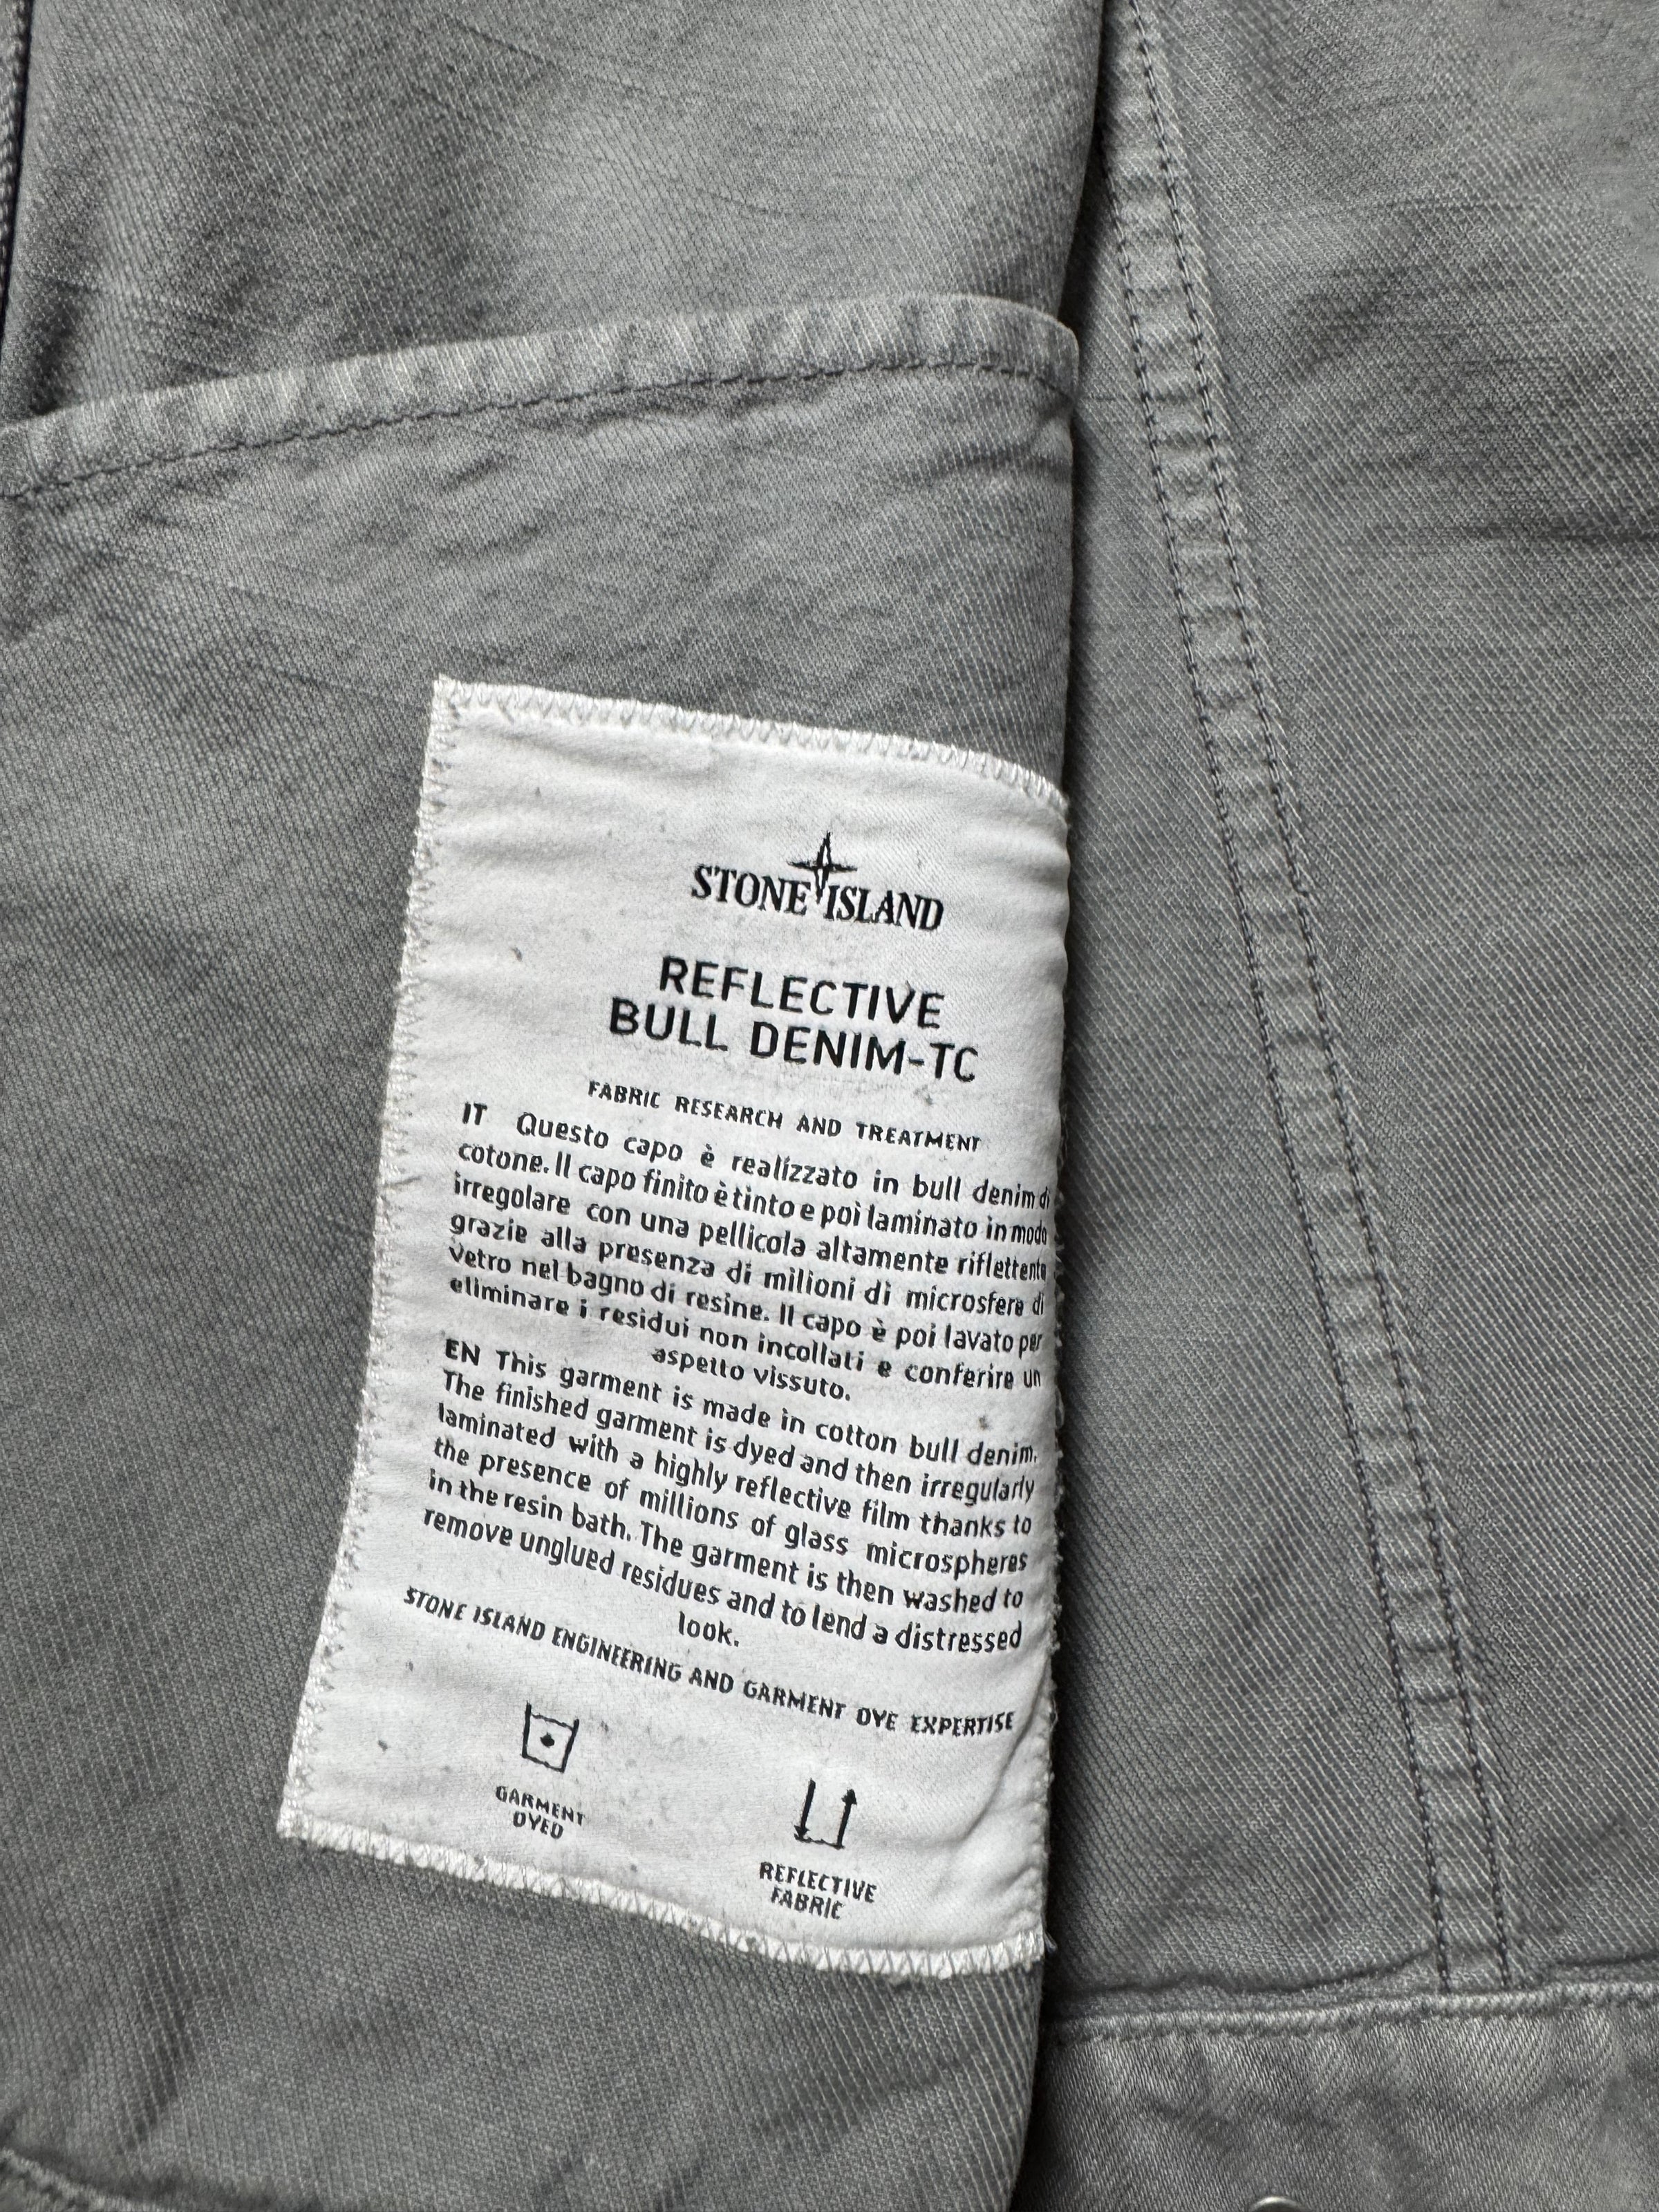 STONE ISLAND
REFLECTIVE
BULL DENIM-TC
FABRIC RESEARCH AND TREATMENT
IT Questo capo è realizzato in bull denim di
cotone. Il capo finito è tinto e poi laminato in modo
irregolare con una pellicola altamente riflettente
grazie alla presenza di milioni di microsfere di
vetro nel bagno di resine. Il capo è poi lavato per
eliminare i residui non incollati e conferire un
aspetto vissuto.
EN This garment is made in cotton bull denim.
The finished garment is dyed and then irregularly
laminated with a highly reflective film thanks to
the presence of millions of glass microspheres
in the resin bath. The garment is then washed to
remove unglued residues and to lend a distressed
look.
STONE ISLAND ENGINEERING AND GARMENT DYE EXPERTISE
GARMENT
DYED
REFLECTIVE
FABRIC